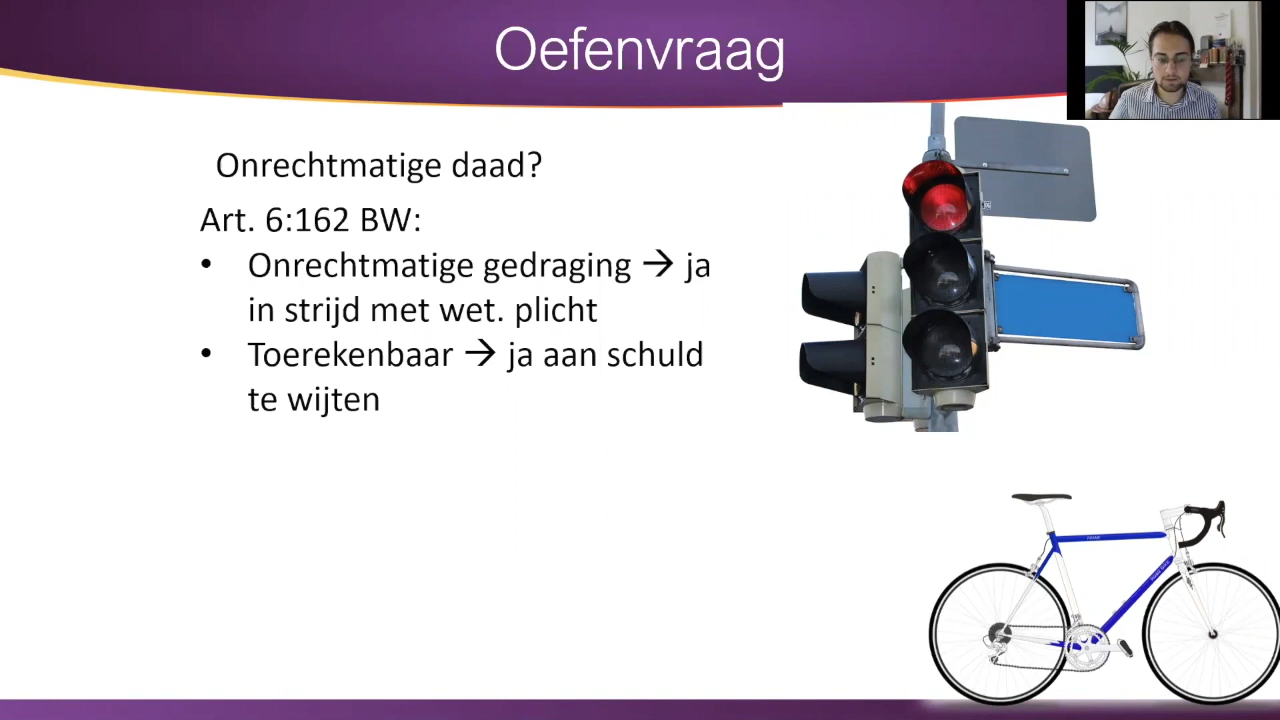 Oefenvraag
Onrechtmatige daad?
Art. 6:162 BW:
• Onrechtmatige gedraging → ja
in strijd met wet. plicht
• Toerekenbaar → ja aan schuld
te wijten